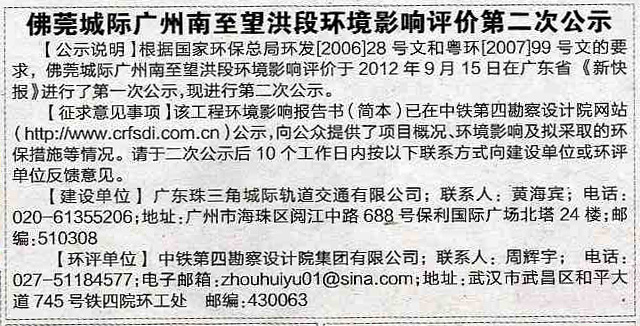 佛莞城际广州南至望洪段环境影响评价第二次公示
【公示说明】根据国家环保总局环发[2006]28 号文和粤环[2007]99 号文的要
求，佛莞城际广州南至望洪段环境影响评价于 2012 年 9 月 15 日在广东省《新快
报》进行了第一次公示，现进行第二次公示。
【征求意见事项】该工程环境影响报告书（简本）已在中铁第四勘察设计院网站
（http://www.crfsdi.com.cn）公示，向公众提供了项目概况、环境影响及拟采取的环
保措施等情况。请于二次公示后 10 个工作日内按以下联系方式向建设单位或环评
单位反馈意见。
【建设单位】广东珠三角城际轨道交通有限公司；联系人：黄海宾；电话：
020-61355206；地址：广州市海珠区阅江中路 688 号保利国际广场北塔 24 楼；邮
编：510308
【环评单位】中铁第四勘察设计院集团有限公司；联系人：周辉宇； 电话：
027-51184577；电子邮箱：zhouhuiyu01@sina.com；地址：武汉市武昌区和平大
道 745 号铁四院环工处 邮编：430063